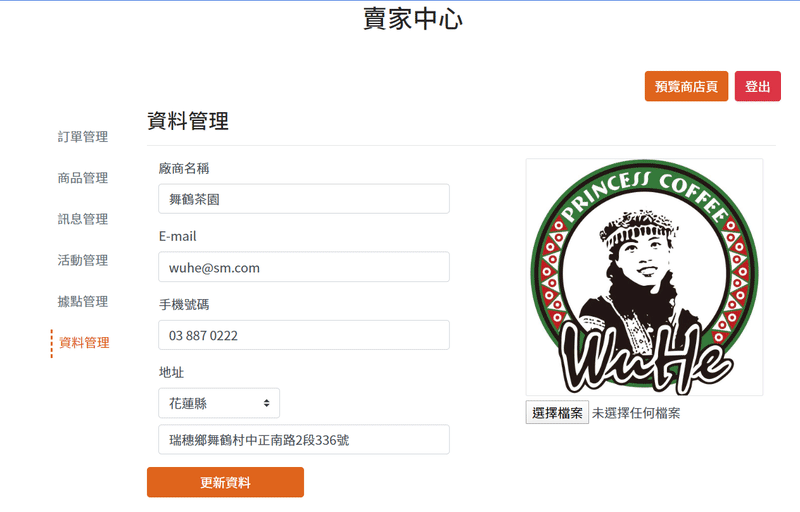 賣家中心
預覽商店頁
登出
訂單管理
商品管理
訊息管理
活動管理
據點管理
資料管理
資料管理
廠商名稱
舞鶴茶園
E-mail
wuhe@sm.com
手機號碼
03 887 0222
地址
花蓮縣
瑞穗鄉舞鶴村中正南路2段336號
更新資料
PRINCESS COFFEE
WuHe
選擇檔案 未選擇任何檔案